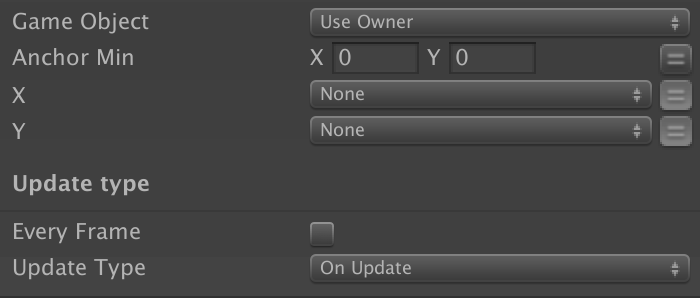 Game Object Use Owner
Anchor Min X 0 Y 0
X None
Y None
Update type
Every Frame
Update Type On Update